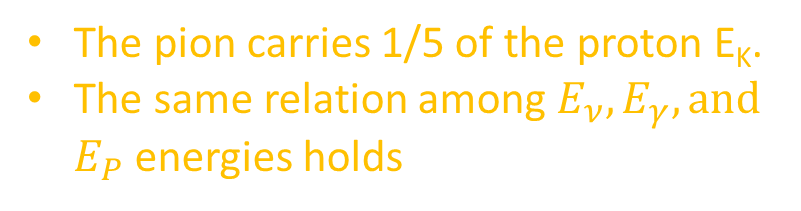 • The pion carries 1/5 of the proton E_K.
• The same relation among E_ν, E_γ, and
E_P energies holds